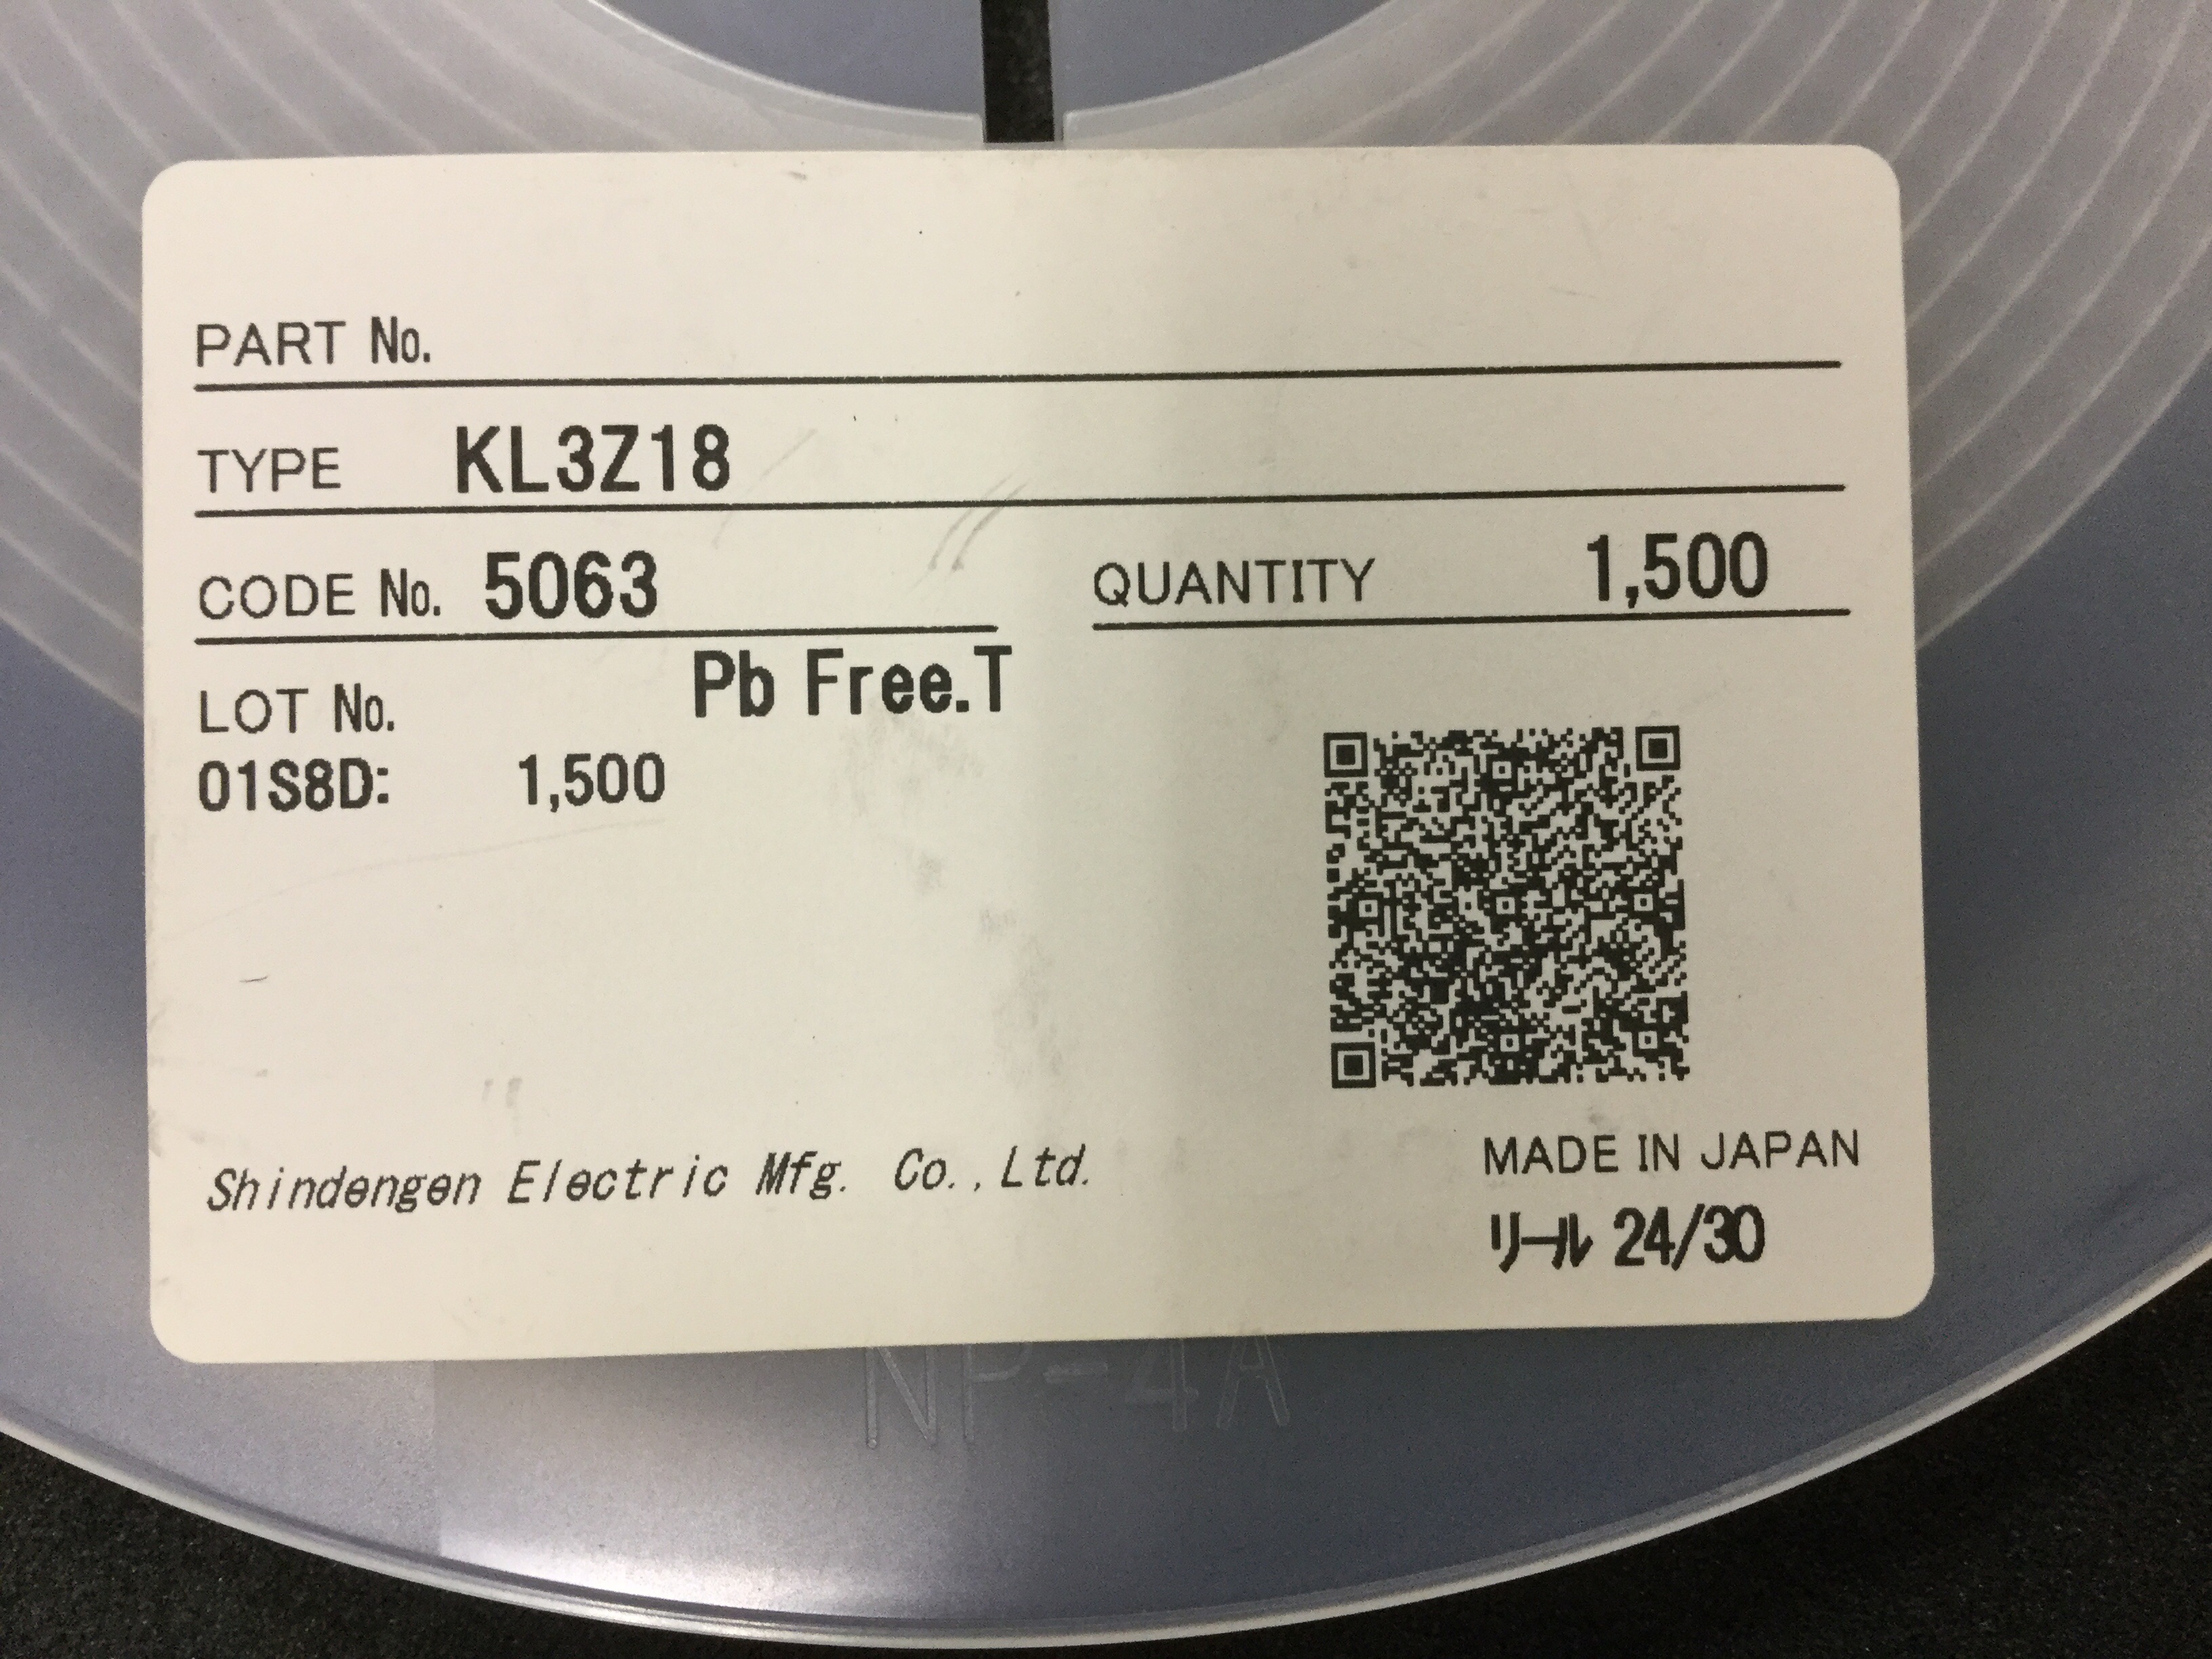 PART No.
TYPE KL3Z18
CODE No. 5063 QUANTITY 1,500
Pb Free.T
LOT No.
01S8D: 1,500
Shindengen Electric Mfg. Co.,Ltd.
MADE IN JAPAN
リール 24/30
NP-4A